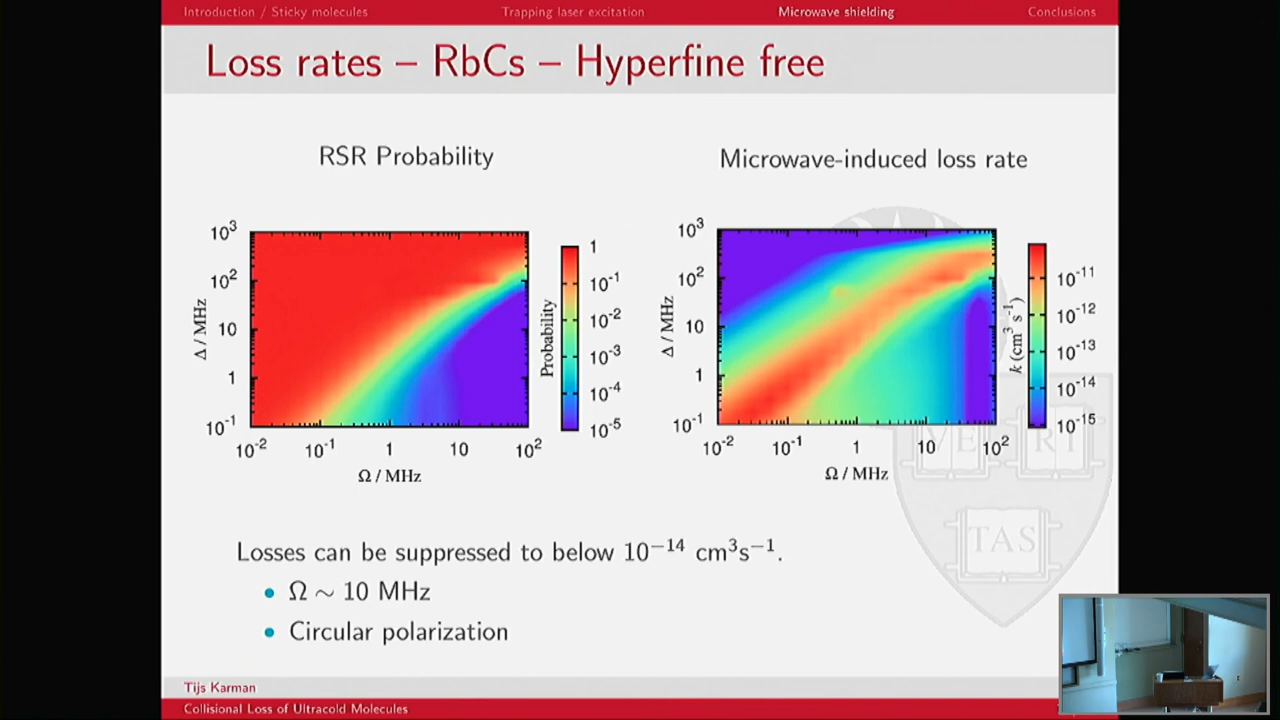 Introduction / Sticky molecules
Trapping laser excitation
Microwave shielding
Conclusions
Loss rates – RbCs – Hyperfine free
RSR Probability
10³
10²
10
1
10⁻¹
Δ / MHz
10⁻²
10⁻¹
1
10
10²
Ω / MHz
1
10⁻¹
10⁻²
10⁻³
10⁻⁴
10⁻⁵
Probability
Microwave-induced loss rate
10³
10²
10
1
10⁻¹
Δ / MHz
10⁻²
10⁻¹
1
10
10²
Ω / MHz
10⁻¹¹
10⁻¹²
10⁻¹³
10⁻¹⁴
10⁻¹⁵
k (cm³ s⁻¹)
VE RI
TAS
Losses can be suppressed to below 10⁻¹⁴ cm³s⁻¹.
• Ω ∼ 10 MHz
• Circular polarization
Tijs Karman
Collisional Loss of Ultracold Molecules